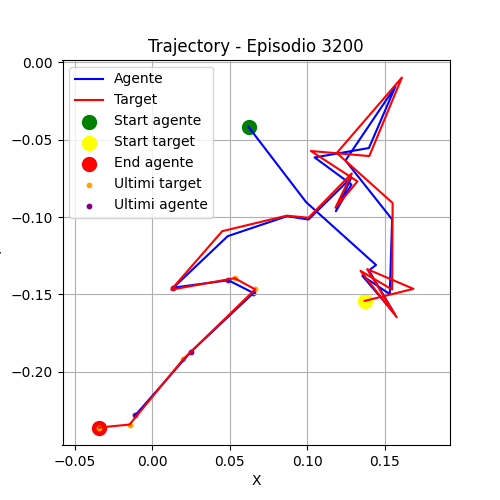 Trajectory - Episodio 3200
0.00
−0.05
−0.10
−0.15
−0.20
Agente
Target
Start agente
Start target
End agente
Ultimi target
Ultimi agente
−0.05
0.00
0.05
0.10
0.15
X